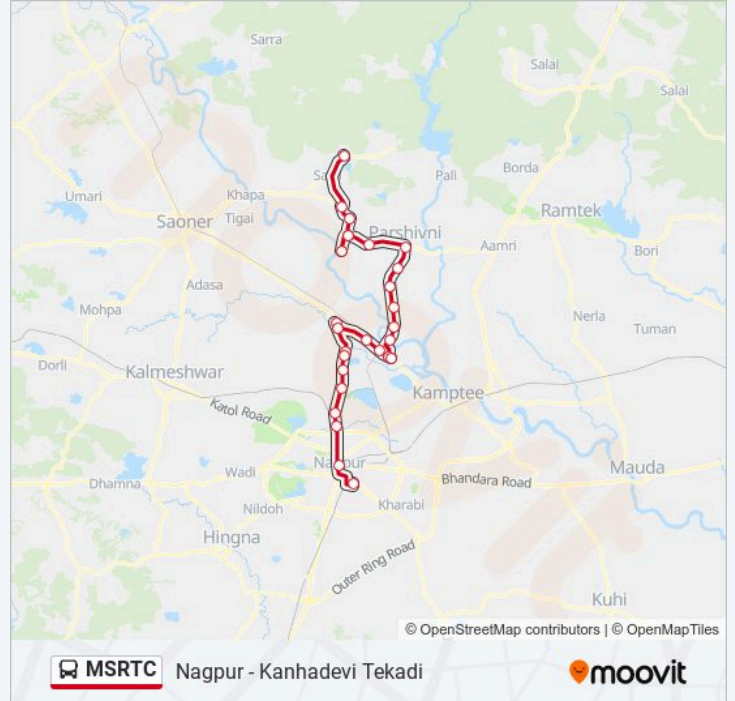 Sarra
Salai
Salai
Pali
Borda
Umari
Khapa
Ramtek
Saoner
Tigai
Parshivni
Aamri
Bori
Adasa
Mohpa
Nerla
Tuman
Dorli
Kalmeshwar
Kamptee
Katol Road
Wadi
Bhandara Road
Mauda
Dhamna
Nildoh
Kharabi
Hingna
Outer Ring Road
Kuhi
© OpenStreetMap contributors | © OpenMapTiles
MSRTC Nagpur - Kanhadevi Tekadi
moovit